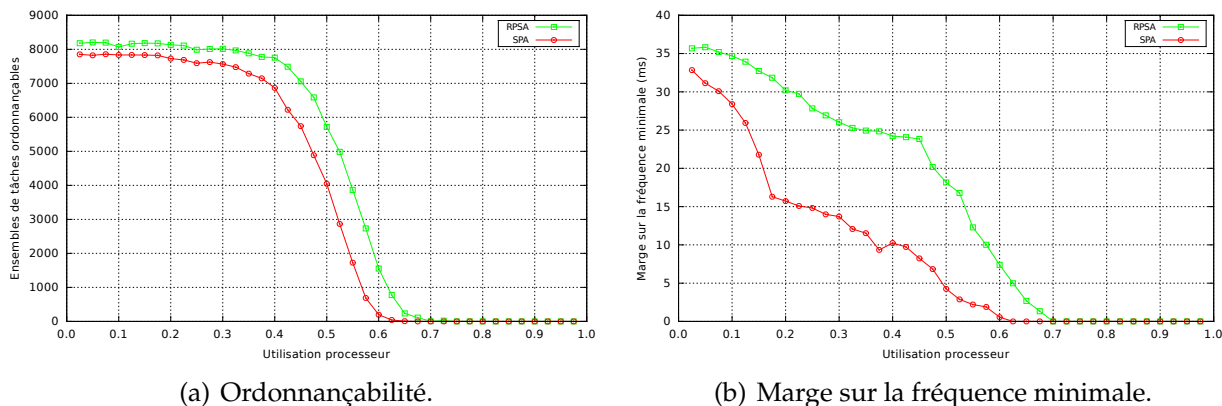 9000
8000
7000
6000
5000
4000
3000
2000
1000
0
Ensembles de tâches ordonnançables
RPSA
SPA
0.0 0.1 0.2 0.3 0.4 0.5 0.6 0.7 0.8 0.9 1.0
Utilisation processeur
(a) Ordonnançabilité.
40
35
30
25
20
15
10
5
0
Marge sur la fréquence minimale (ms)
RPSA
SPA
0.0 0.1 0.2 0.3 0.4 0.5 0.6 0.7 0.8 0.9 1.0
Utilisation processeur
(b) Marge sur la fréquence minimale.